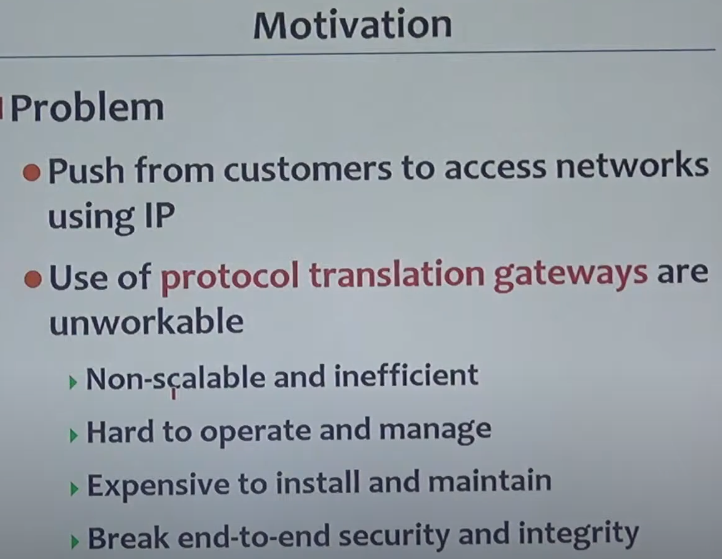 Motivation
Problem
Push from customers to access networks
using IP
Use of protocol translation gateways are
unworkable
Non-scalable and inefficient
Hard to operate and manage
Expensive to install and maintain
Break end-to-end security and integrity